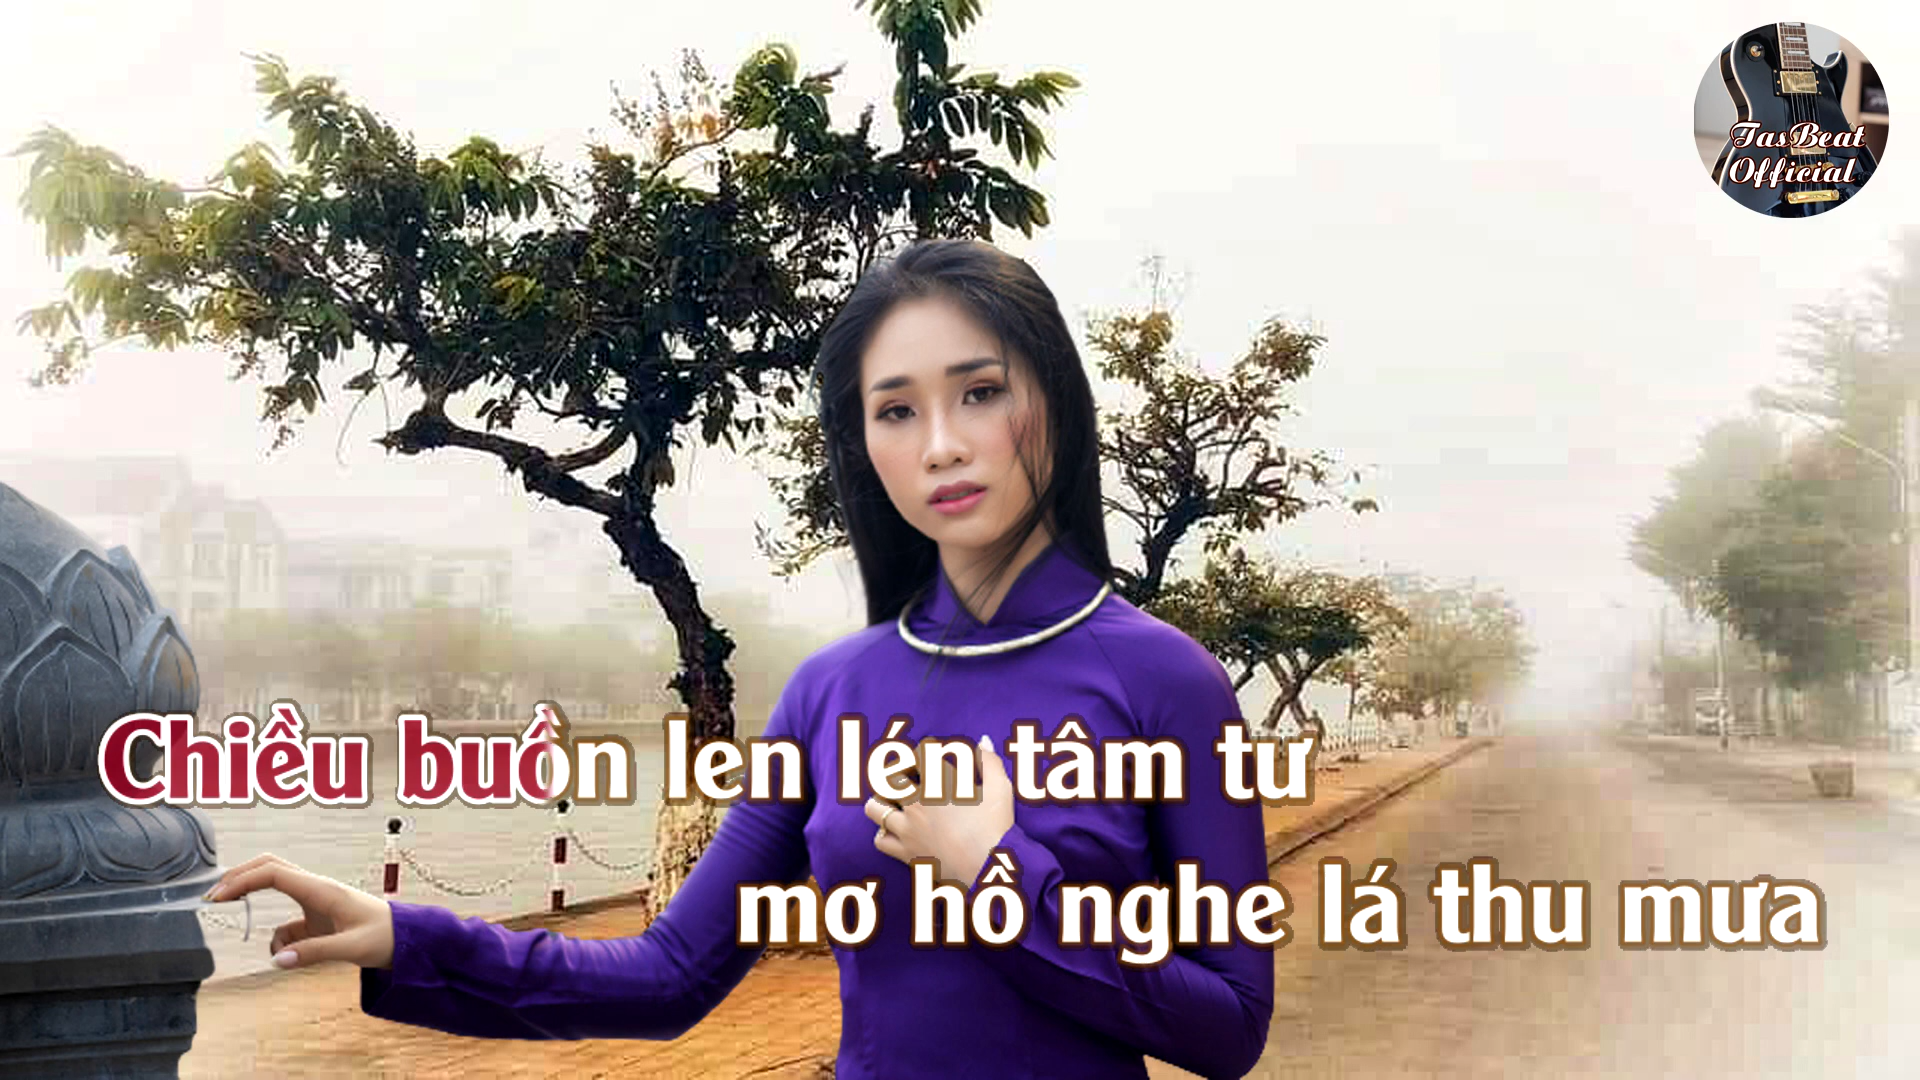 TasBeat
Official
Chiều buồn len lén tâm tư
mơ hồ nghe lá thu mưa